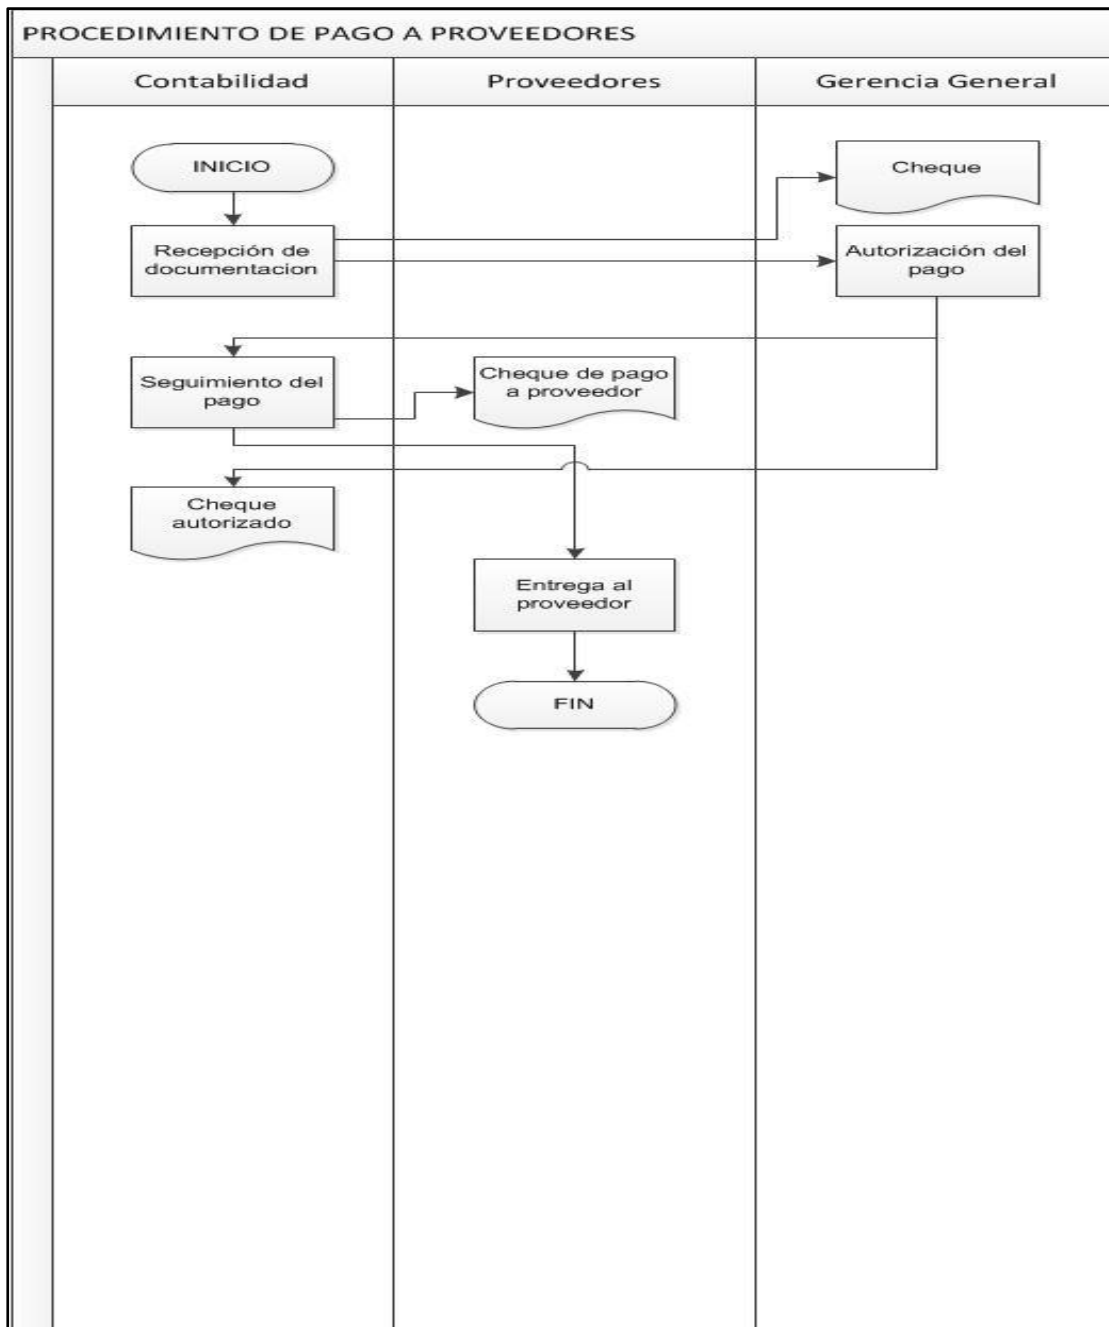 PROCEDIMIENTO DE PAGO A PROVEEDORES
Contabilidad
Proveedores
Gerencia General
INICIO
Cheque
Recepción de
documentacion
Autorización del
pago
Seguimiento del
pago
Cheque de pago
a proveedor
Cheque
autorizado
Entrega al
proveedor
FIN